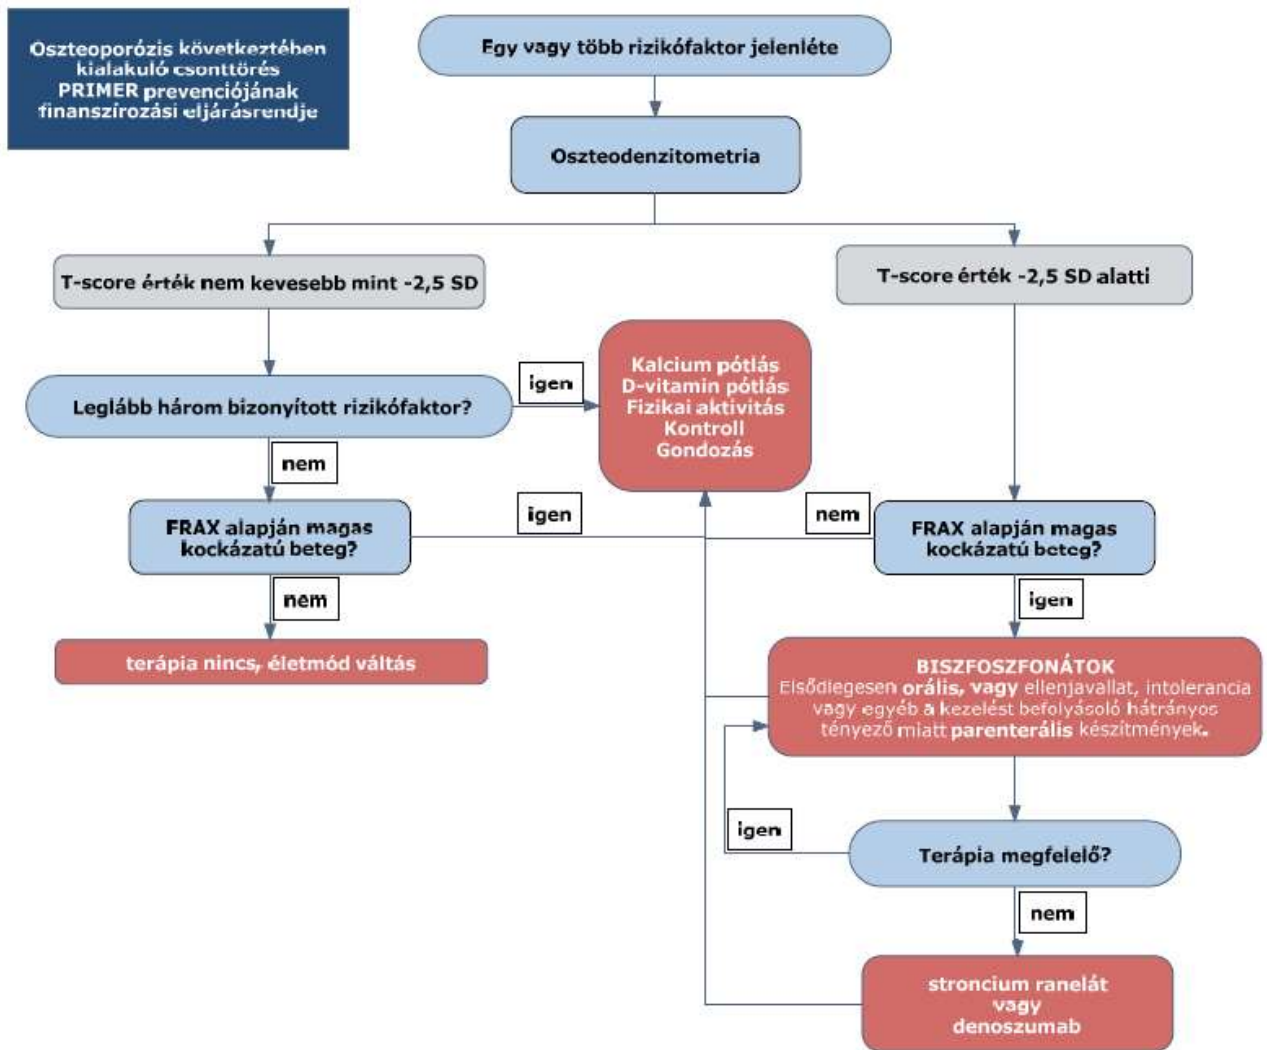 Oszteoporózis következtében
kialakuló csonttörés
PRIMER prevenciójának
finanszírozási eljárásrendje
Egy vagy több rizikófaktor jelenléte
Oszteodenzitometria
T-score érték nem kevesebb mint -2,5 SD
T-score érték -2,5 SD alatti
Leglább három bizonyított rizikófaktor?
igen
Kalcium pótlás
D-vitamin pótlás
Fizikai aktivitás
Kontroll
Gondozás
nem
FRAX alapján magas
kockázatú beteg?
igen
nem
FRAX alapján magas
kockázatú beteg?
nem
igen
terápia nincs, életmód váltás
BISZFOSZFONÁTOK
Elsődlegesen orális, vagy ellenjavallat, intolerancia
vagy egyéb a kezelést befolyásoló hátrányos
tényező miatt parenterális készítmények.
igen
Terápia megfelelő?
nem
stroncium ranelát
vagy
denoszumab